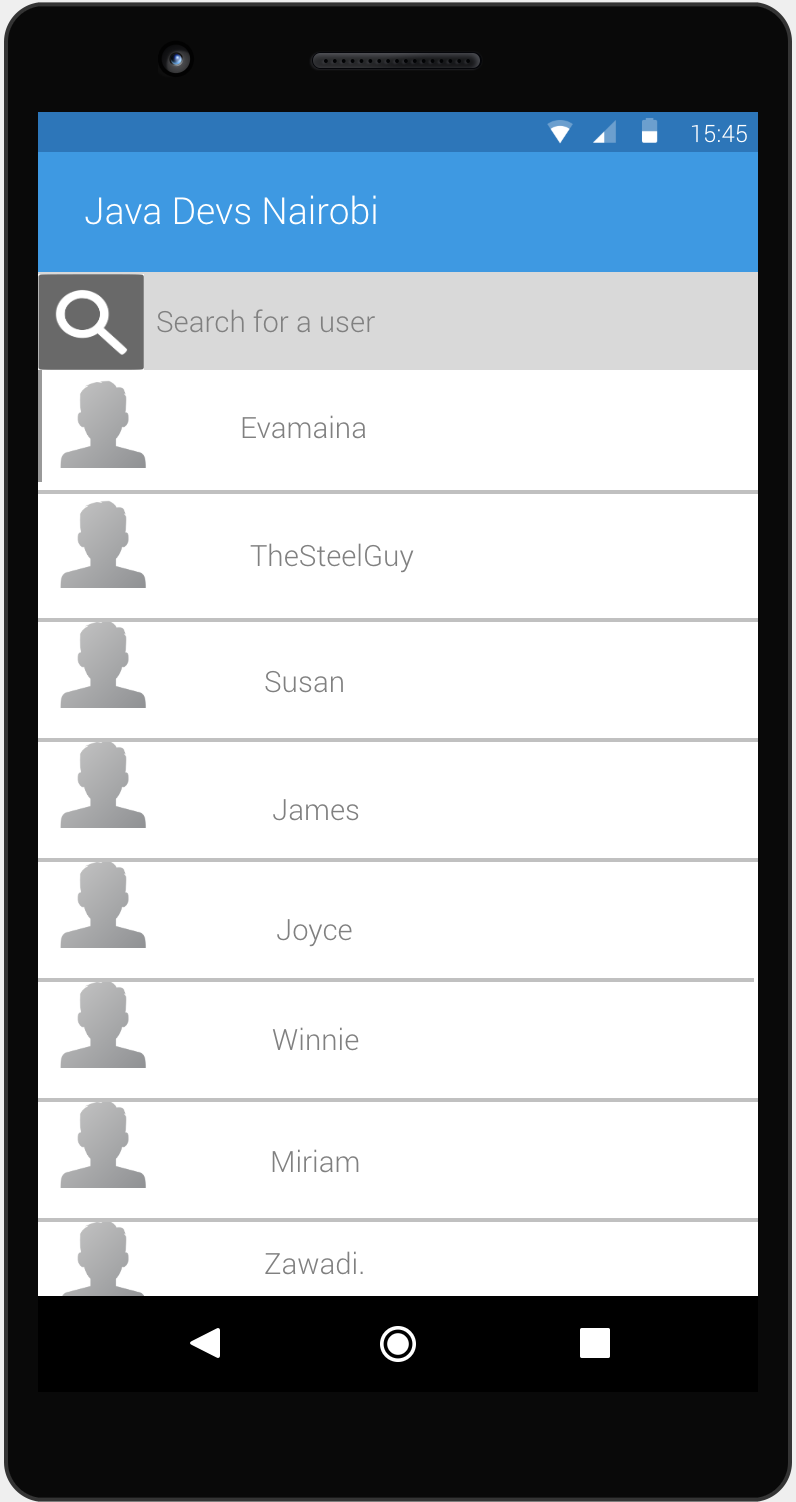 15:45
Java Devs Nairobi
Search for a user
Evamaina
TheSteelGuy
Susan
James
Joyce
Winnie
Miriam
Zawadi.